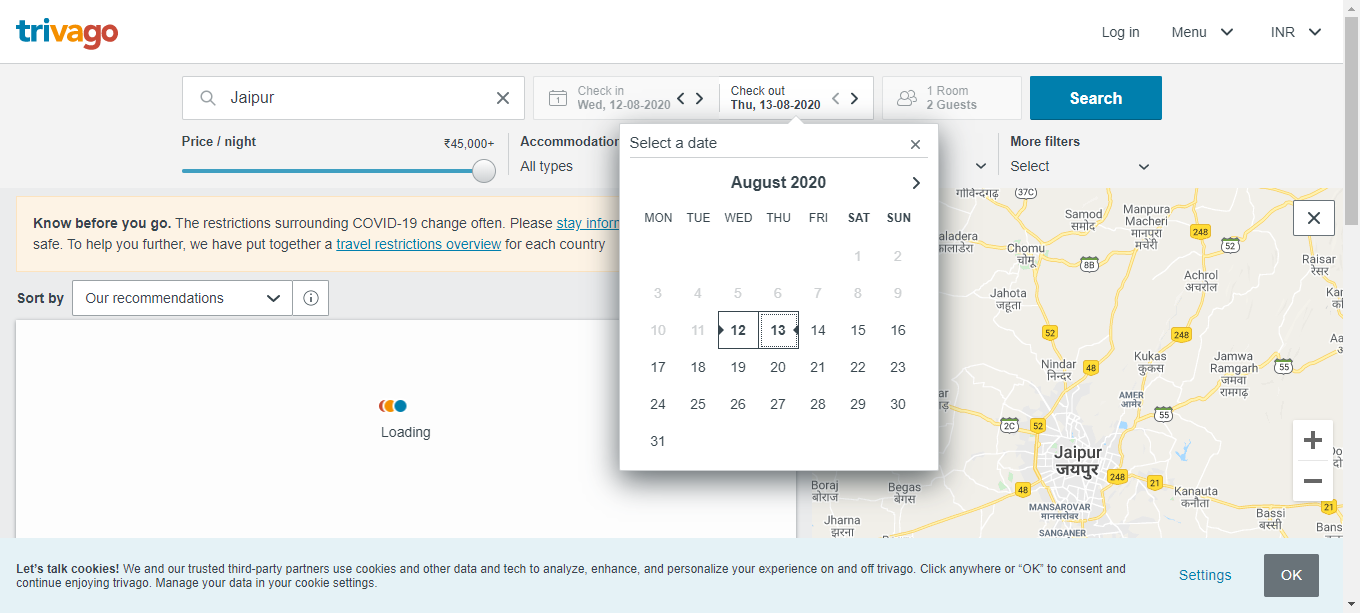 trivago
Log in
Menu
INR
Jaipur
1
Check in
Wed, 12-08-2020
Check out
Thu, 13-08-2020
1 Room
2 Guests
Search
Price / night
₹45,000+
Accommodation
All types
More filters
Select
Select a date
August 2020
MON TUE WED THU FRI SAT SUN
1 2
3 4 5 6 7 8 9
10 11 12 13 14 15 16
17 18 19 20 21 22 23
24 25 26 27 28 29 30
31
Know before you go. The restrictions surrounding COVID-19 change often. Please stay inforn
safe. To help you further, we have put together a travel restrictions overview for each country
Sort by
Our recommendations
Loading
गोविन्दगढ़
37C
Samod
सामोद
Manpura
Macheri
मानपुरा
मचेरी
248
52
aladera
Chomu
चोमू
8B
Achrol
अचरोल
Raisar
रेसर
Jahota
जहूता
52
248
Nindar
निन्दर
48
Kukas
कुकस
Jamwa
Ramgarh
जमवा
रामगढ़
55
AMER
आमेर
55
2C
52
Jaipur
जयपुर
248
21
48
Kanauta
कनौता
Boraj
बोराज
Begas
बेगस
MANSAROVAR
मानसरोवर
Bassi
बस्सी
21
Bans
Jharna
झरना
SANGANER
Let's talk cookies! We and our trusted third-party partners use cookies and other data and tech to analyze, enhance, and personalize your experience on and off trivago. Click anywhere or “OK” to consent and
continue enjoying trivago. Manage your data in your cookie settings.
Settings
OK